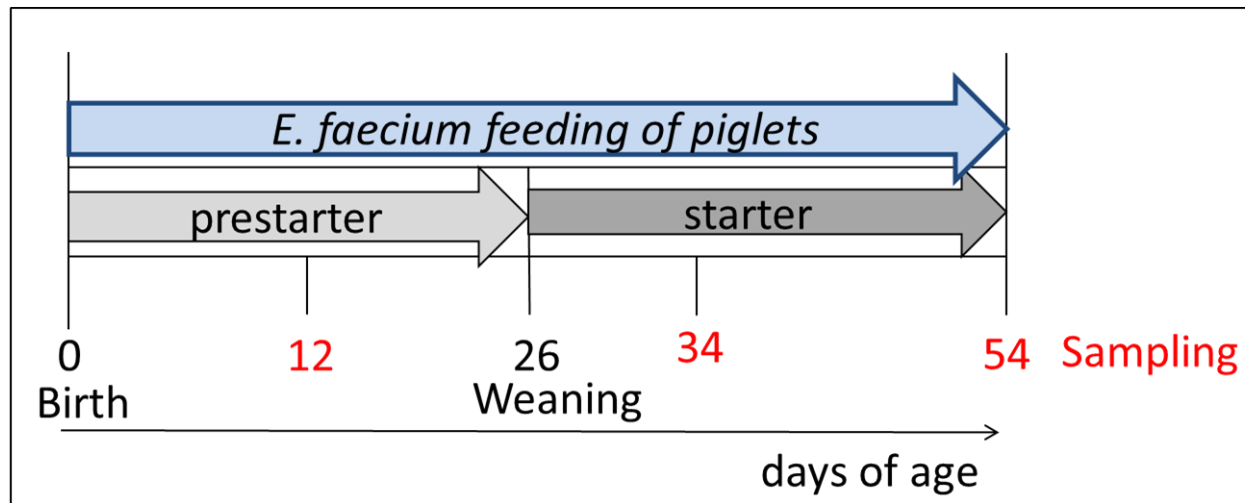 E. faecium feeding of piglets
prestarter
starter
0
12
26
34
54
Sampling
Birth
Weaning
days of age